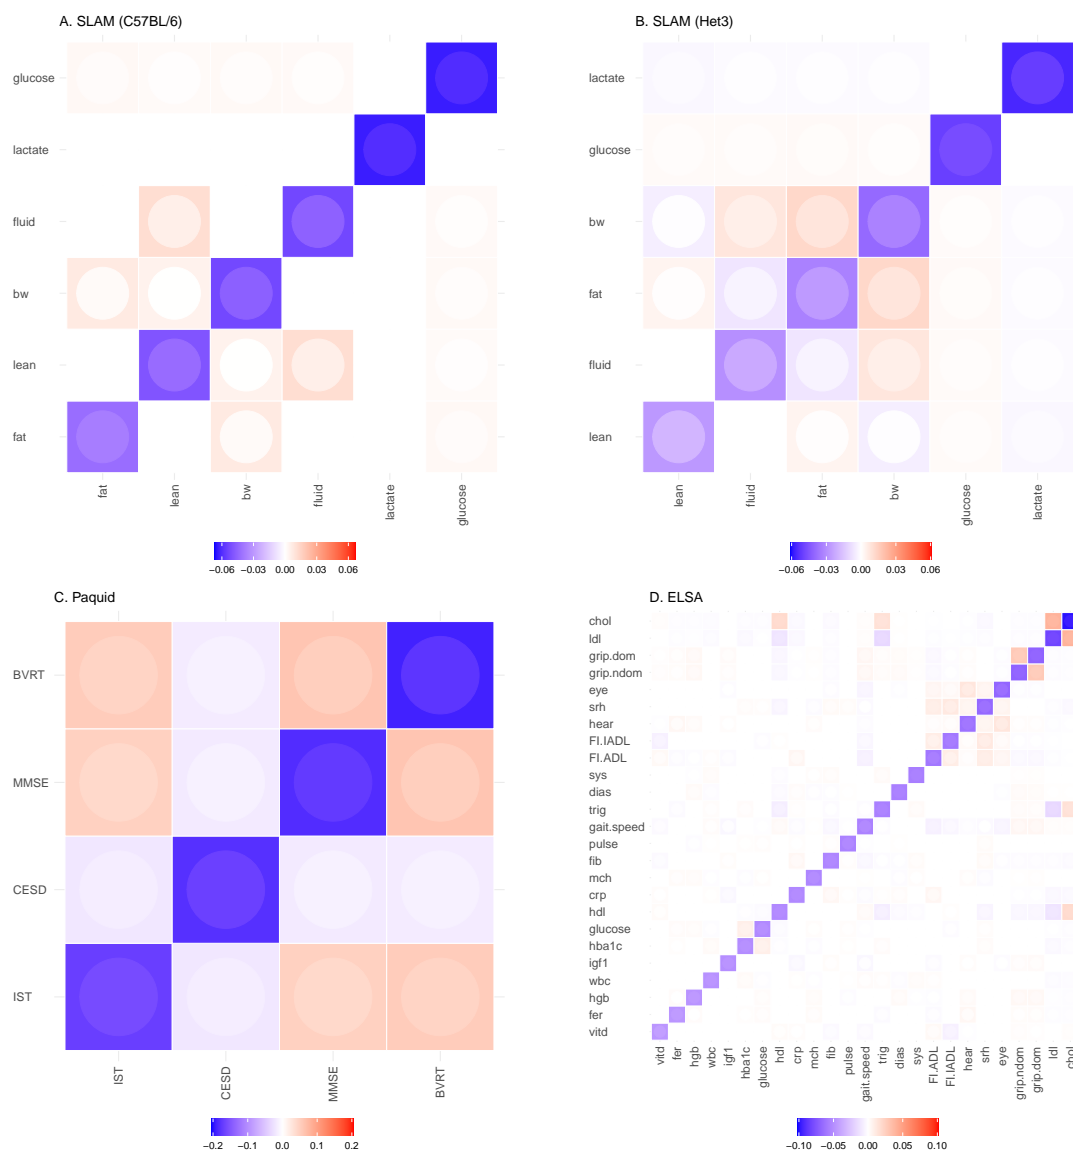 A. SLAM (C57BL/6)
glucose
lactate
fluid
bw
lean
fat
fat
lean
bw
fluid
lactate
glucose
−0.06 −0.03 0.00 0.03 0.06
B. SLAM (Het3)
lactate
glucose
bw
fat
fluid
lean
lean
fluid
fat
bw
glucose
lactate
−0.06 −0.03 0.00 0.03 0.06
C. Paquid
BVRT
MMSE
CESD
IST
IST
CESD
MMSE
BVRT
−0.2 −0.1 0.0 0.1 0.2
D. ELSA
chol
ldl
grip.dom
grip.ndom
eye
srh
hear
FI.IADL
FI.ADL
sys
dias
trig
gait.speed
pulse
fib
mch
crp
hdl
glucose
hba1c
igf1
wbc
hgb
fer
vitd
vitd
fer
hgb
wbc
igf1
hba1c
glucose
hdl
crp
mch
fib
pulse
gait.speed
trig
dias
sys
FI.ADL
FI.IADL
hear
srh
eye
grip.ndom
grip.dom
ldl
chol
−0.10 −0.05 0.00 0.05 0.10